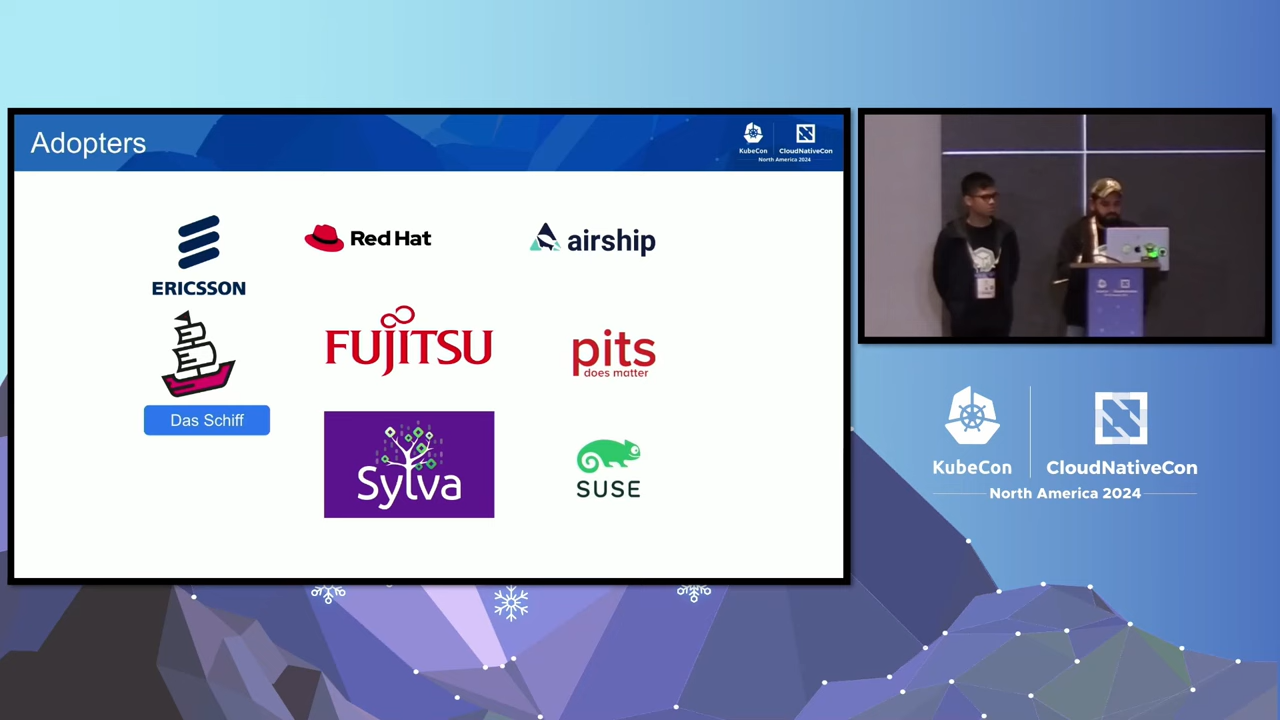 Adopters
KubeCon
CloudNativeCon
North America 2024
ERICSSON
Red Hat
airship
FUJITSU
pits
does matter
Das Schiff
Sylva
SUSE
KubeCon
CloudNativeCon
North America 2024